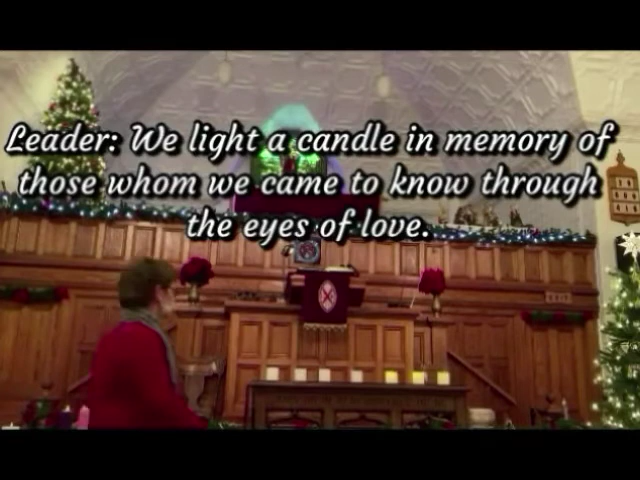 Leader: We light a candle in memory of
those whom we came to know through
the eyes of love.